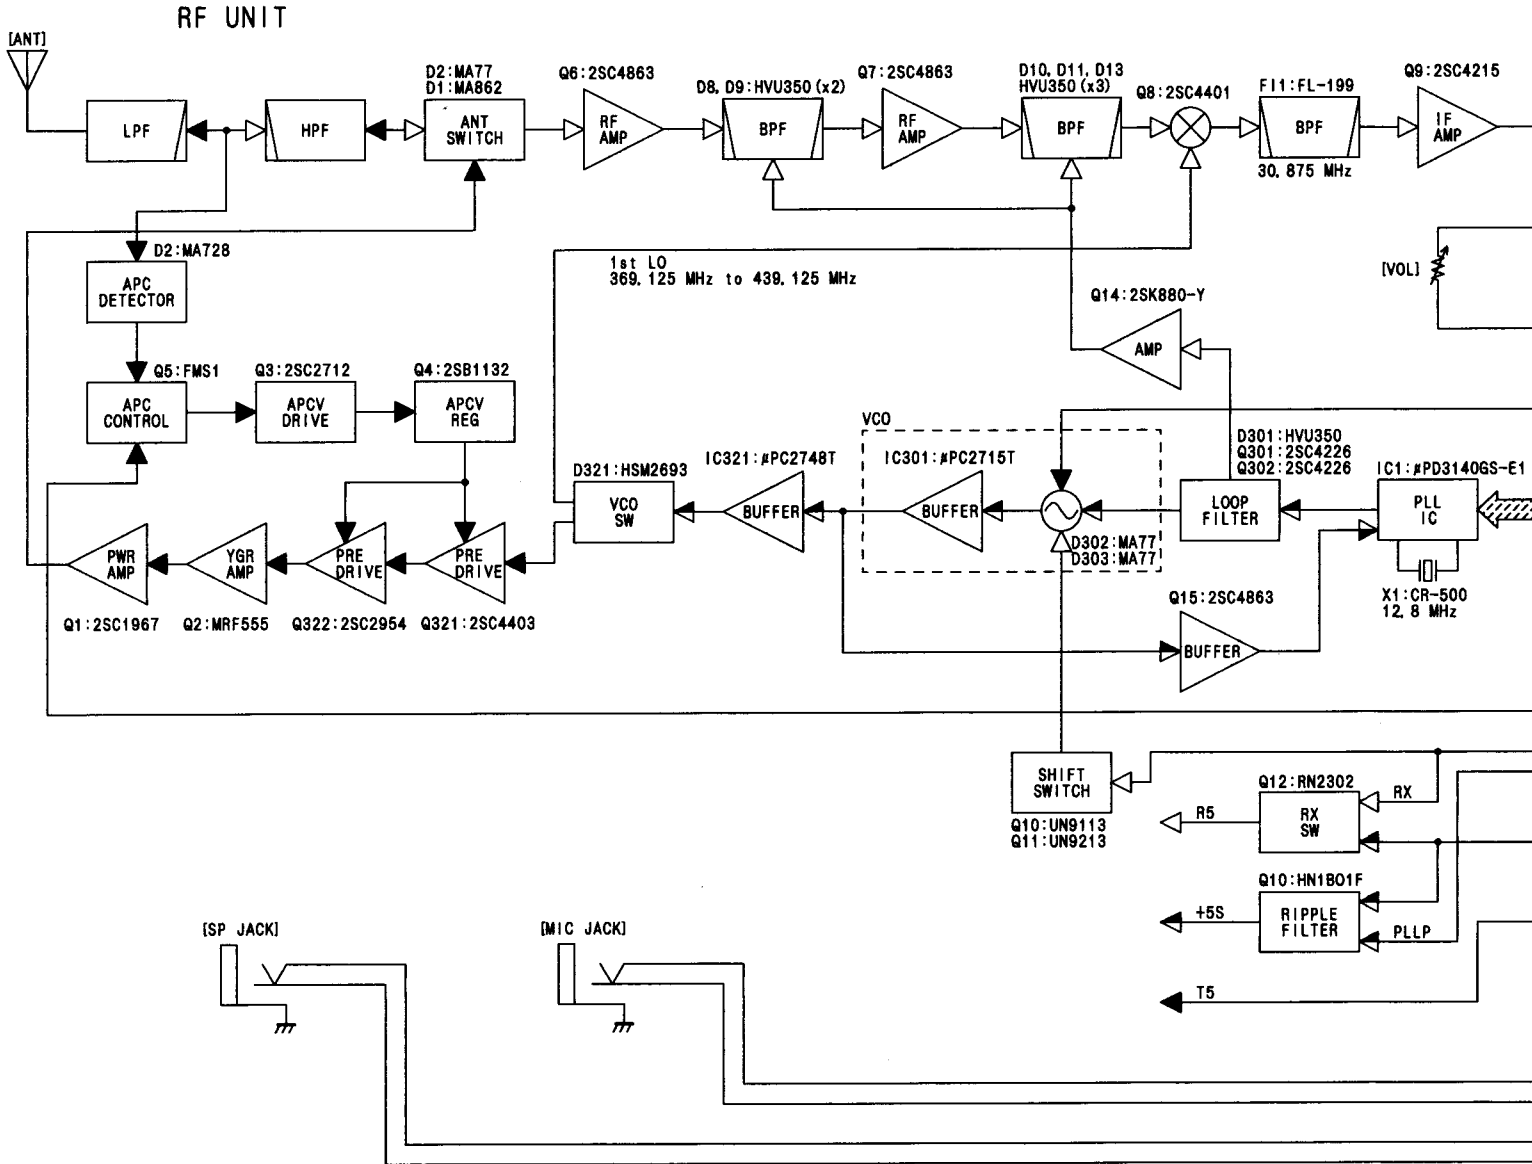 RF UNIT
[ANT]
LPF
HPF
D2:MA77
D1:MA862
ANT
SWITCH
Q6:2SC4863
RF
AMP
D8, D9:HVU350(x2)
BPF
Q7:2SC4863
RF
AMP
D10, D11, D13
HVU350(x3)
BPF
Q8:2SC4401
FI1:FL-199
BPF
30.875 MHz
Q9:2SC4215
IF
AMP
D2:MA728
APC
DETECTOR
1st LO
369.125 MHz to 439.125 MHz
[VOL]
Q14:2SK880-Y
AMP
Q5:FMS1
APC
CONTROL
Q3:2SC2712
APCV
DRIVE
Q4:2SB1132
APCV
REG
VCO
D321:HSM2693
VCO
SW
IC321:µPC2748T
BUFFER
IC301:µPC2715T
BUFFER
D302:MA77
D303:MA77
D301:HVU350
Q301:2SC4226
Q302:2SC4226
LOOP
FILTER
IC1:µPD3140GS-E1
PLL
IC
X1:CR-500
12.8 MHz
PWR
AMP
Q1:2SC1967
YGR
AMP
Q2:MRF555
PRE
DRIVE
Q322:2SC2954
PRE
DRIVE
Q321:2SC4403
Q15:2SC4863
BUFFER
SHIFT
SWITCH
Q10:UN9113
Q11:UN9213
Q12:RN2302
RX
SW
RX
R5
Q10:HN1B01F
RIPPLE
FILTER
+5S
PLLP
T5
[SP JACK]
[MIC JACK]